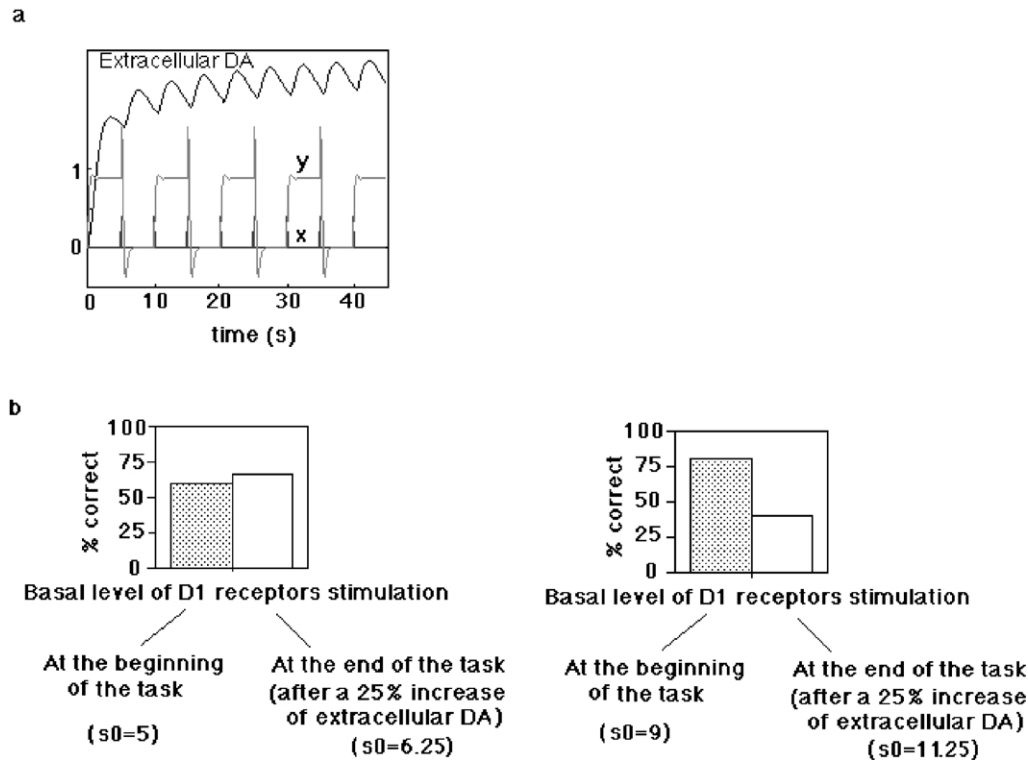 a
Extracellular DA
1
y
x
0
0 10 20 30 40
time (s)
b
100
75
50
25
0
% correct
Basal level of D1 receptors stimulation
At the beginning
of the task
(s0=5)
At the end of the task
(after a 25% increase
of extracellular DA)
(s0=6.25)
100
75
50
25
0
% correct
Basal level of D1 receptors stimulation
At the beginning
of the task
(s0=9)
At the end of the task
(after a 25% increase
of extracellular DA)
(s0=11.25)